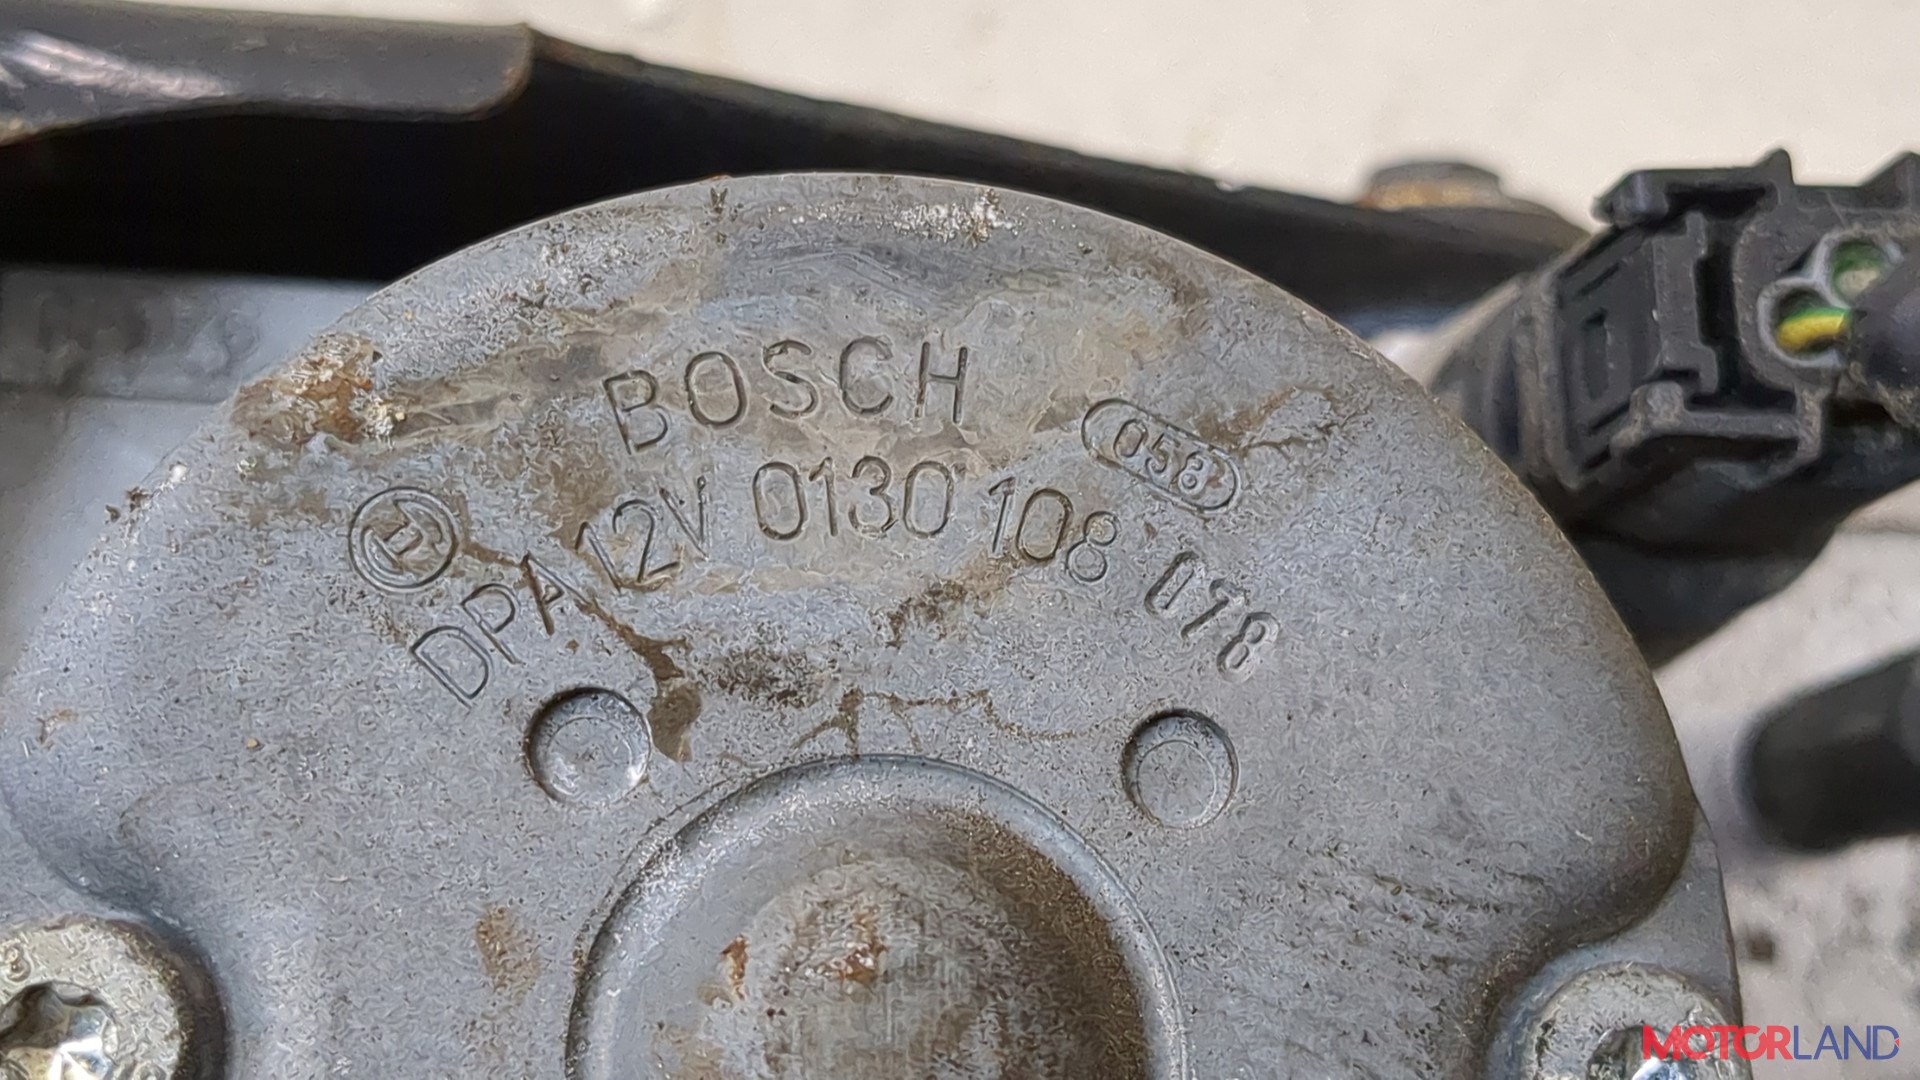 BOSCH
058
DPA 12V 0130 108 078
MOTORLAND